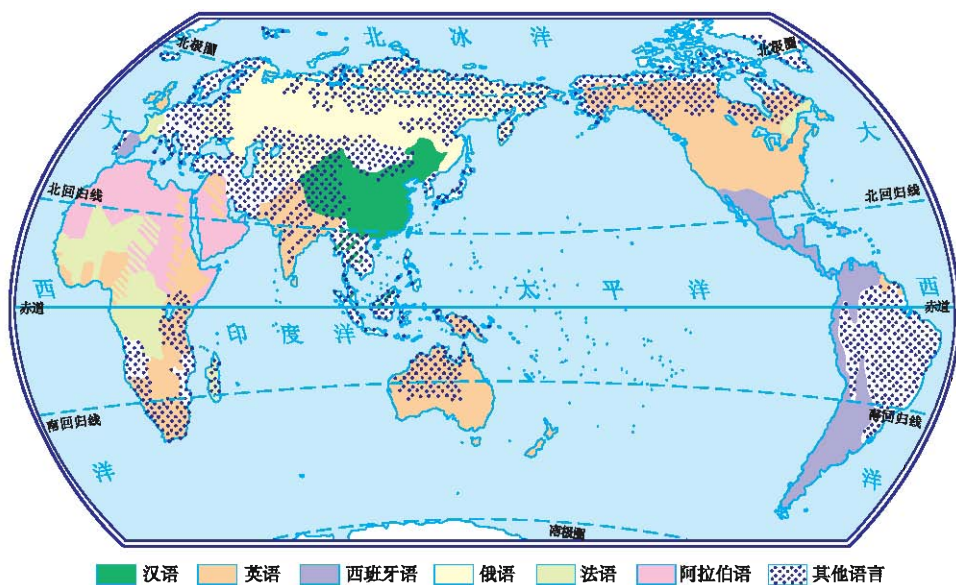 北冰洋
北极圈
北极圈
大
大
北回归线
北回归线
西
太平洋
西
赤道
赤道
印度洋
南回归线
南回归线
洋
洋
南极圈
汉语
英语
西班牙语
俄语
法语
阿拉伯语
其他语言